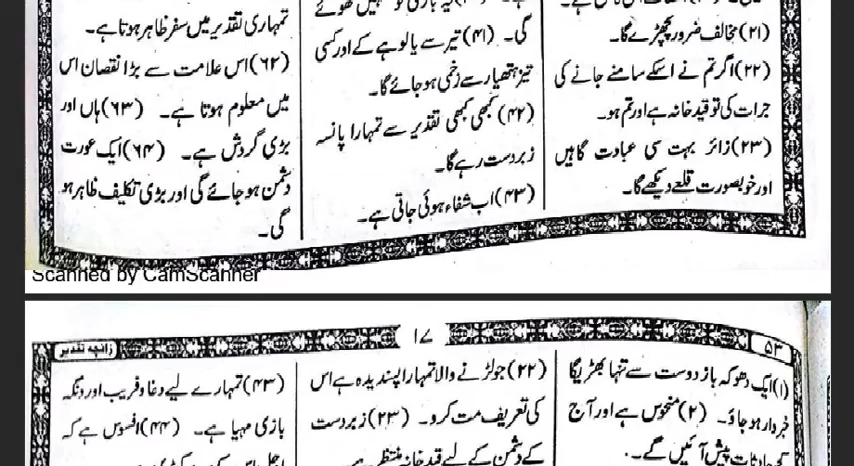 (۲۱) مخالف ضرور پچھڑے گا۔
(۲۲) اگر تم نے اسکے سامنے جانے کی
جرات کی تو قید خانہ ہے اور تم ہو۔
(۲۳) زائر بہت سی عبادت گاہیں
اور خوبصورت قلعے دیکھے گا۔
گی۔ (۴۱) تیر سے یا لوہے کے اور کسی
تیز ہتھیار سے زخمی ہو جائے گا۔
(۴۲) کبھی کبھی تقدیر سے تمہارا پانسہ
زبردست رہے گا۔
(۴۳) اب شفاء ہوئی جاتی ہے۔
تمہاری تقدیر میں سفر ظاہر ہوتا ہے۔
(۶۲) اس علامت سے بڑا نقصان اس
میں معلوم ہوتا ہے۔ (۶۳) ہاں اور
بڑی گردش ہے۔ (۶۴) ایک عورت
دشمن ہو جائے گی اور بڑی تکلیف ظاہر ہو
گی۔
Scanned by CamScanner
۵۳
۱۷
زائچہ تقدیر
(۱) ایک دھوکہ باز دوست سے تنہا بھڑیگا
خبردار ہو جاؤ۔ (۲) منحوس ہے اور آج
کچھ حادثات پیش آئیں گے۔
(۲۲) جو لڑنے والا تمہارا پسندیدہ ہے اس
کی تعریف مت کرو۔ (۲۳) زبردست
کے دشمن کے لیے قید خانہ منتظر ہے۔
(۴۳) تمہارے لیے دغا و فریب اور دنگہ
بازی مہیا ہے۔ (۴۴) افسوس ہے کہ